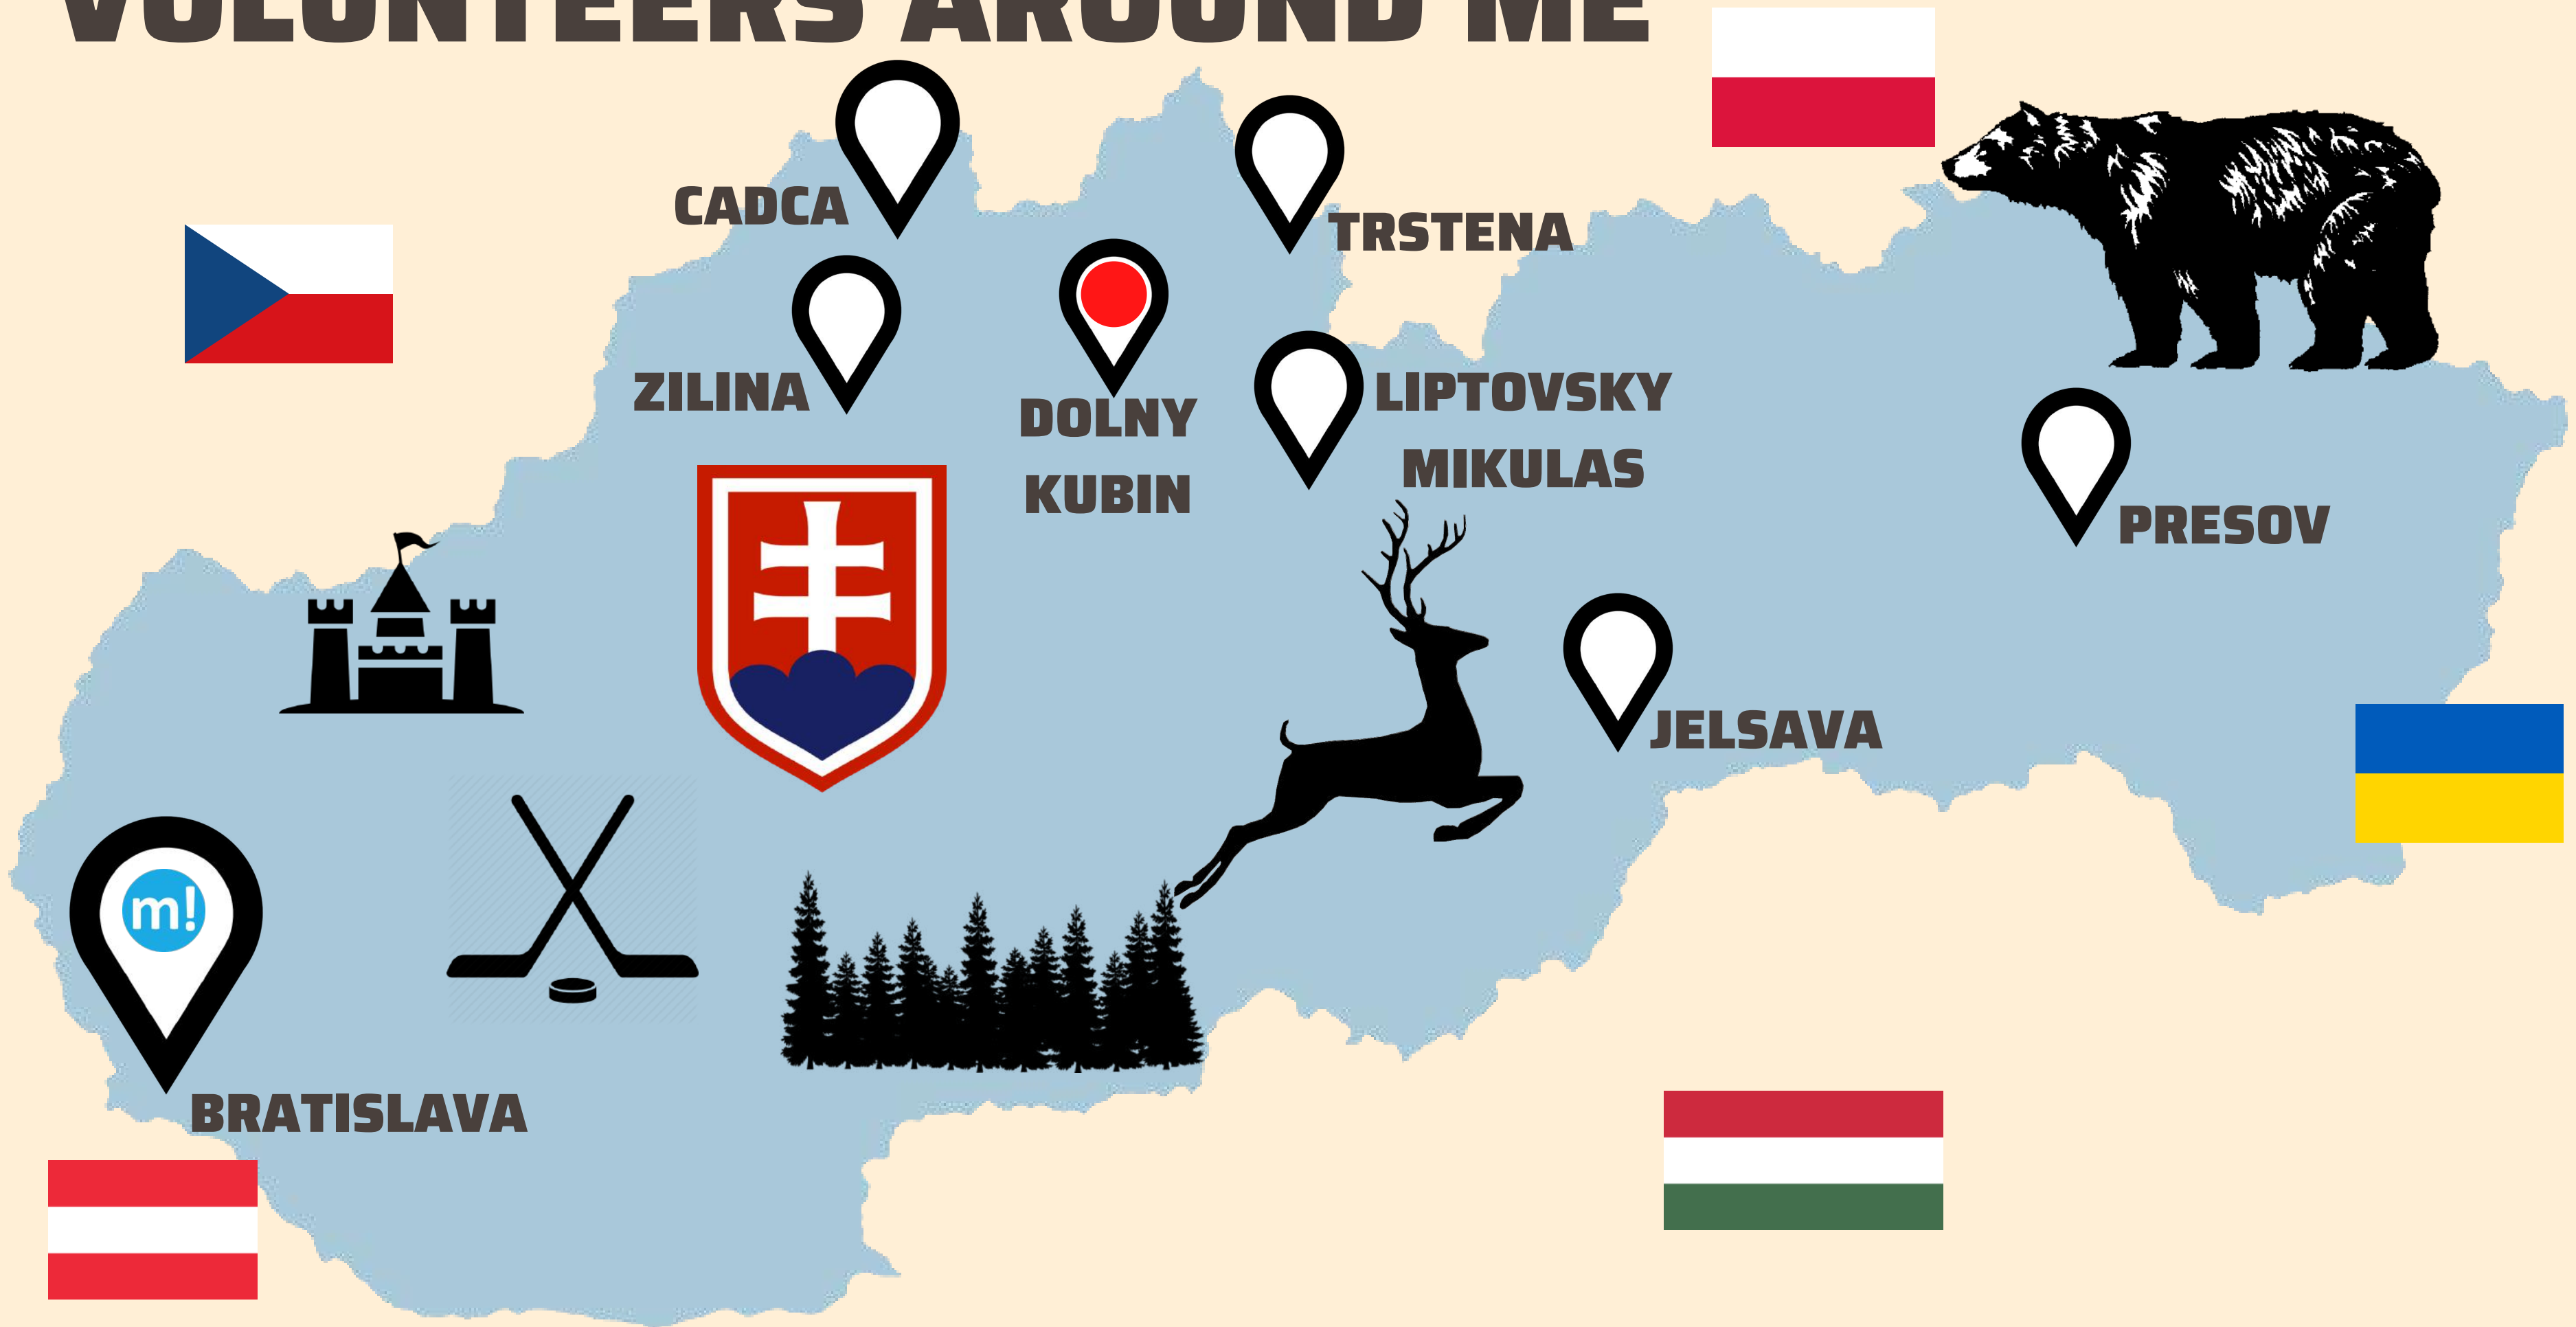 VOLUNTEERS AROUND ME
CADCA
TRSTENA
ZILINA
DOLNY
KUBIN
LIPTOVSKY
MIKULAS
PRESOV
JELSAVA
m!
BRATISLAVA